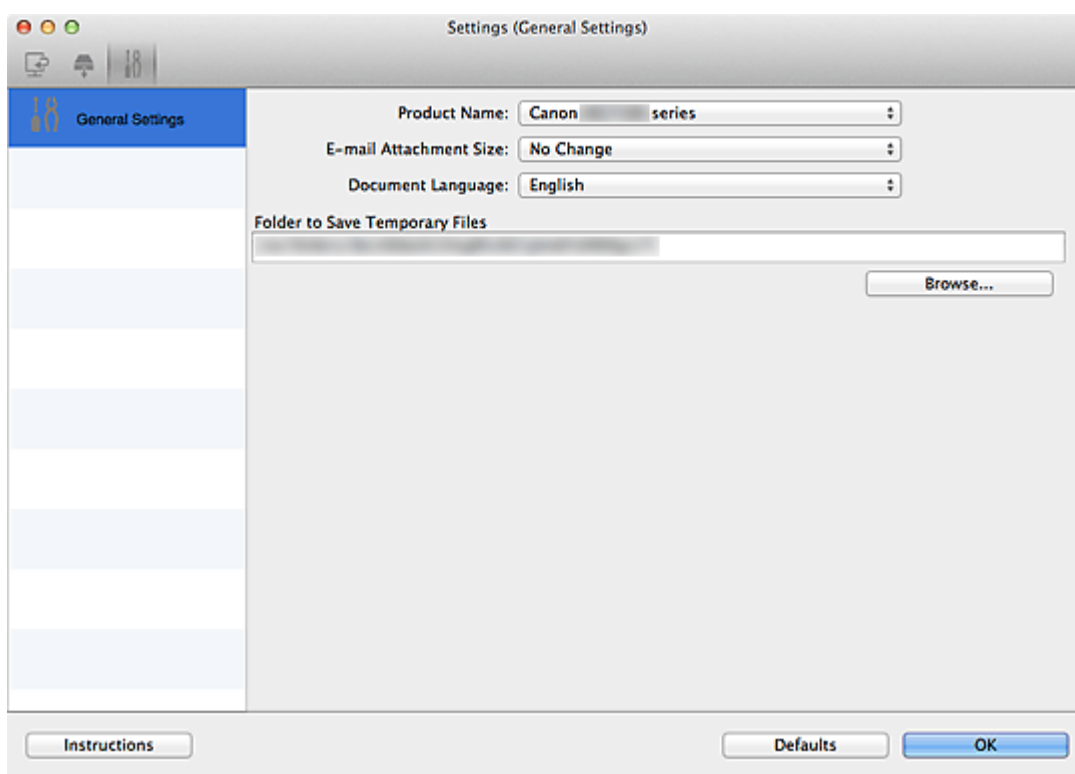 Settings (General Settings)
General Settings
Product Name: Canon series
E-mail Attachment Size: No Change
Document Language: English
Folder to Save Temporary Files
Browse...
Instructions
Defaults
OK